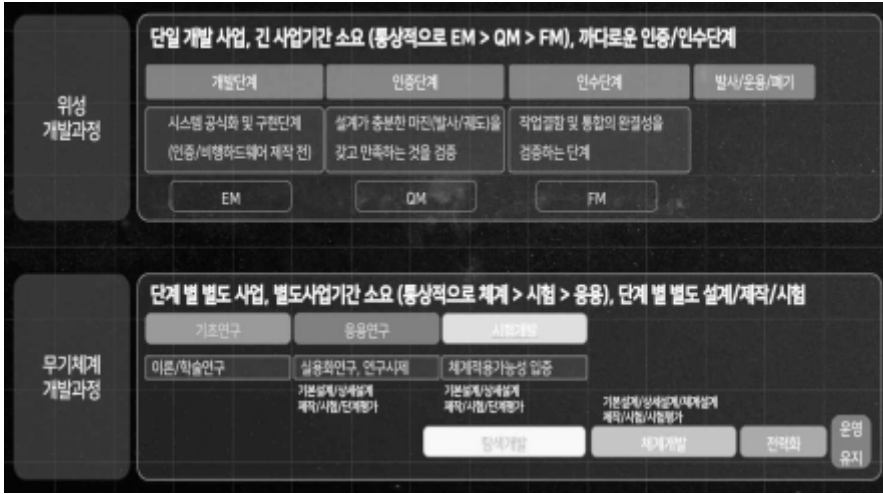 단일 개발 사업, 긴 사업기간 소요 (통상적으로 EM > QM > FM), 까다로운 인증/인수단계
위성
개발과정
개발단계
인증단계
인수단계
발사/운용/폐기
시스템 공식화 및 구현단계
(인증/비행하드웨어 제작 전)
설계가 충분한 마진(발사/궤도)을
갖고 만족하는 것을 검증
작업결함 및 통합의 완결성을
검증하는 단계
EM
QM
FM
단계 별 별도 사업, 별도사업기간 소요 (통상적으로 체계 > 시험 > 응용), 단계 별 별도 설계/제작/시험
무기체계
개발과정
기초연구
응용연구
시험개발
이론/학술연구
실용화연구, 연구시제
체계적용가능성 입증
기본설계/상세설계
제작/시험/단계평가
기본설계/상세설계
제작/시험/단계평가
기본설계/상세설계/체계설계
제작/시험/시험평가
탐색개발
체계개발
전력화
운영
유지